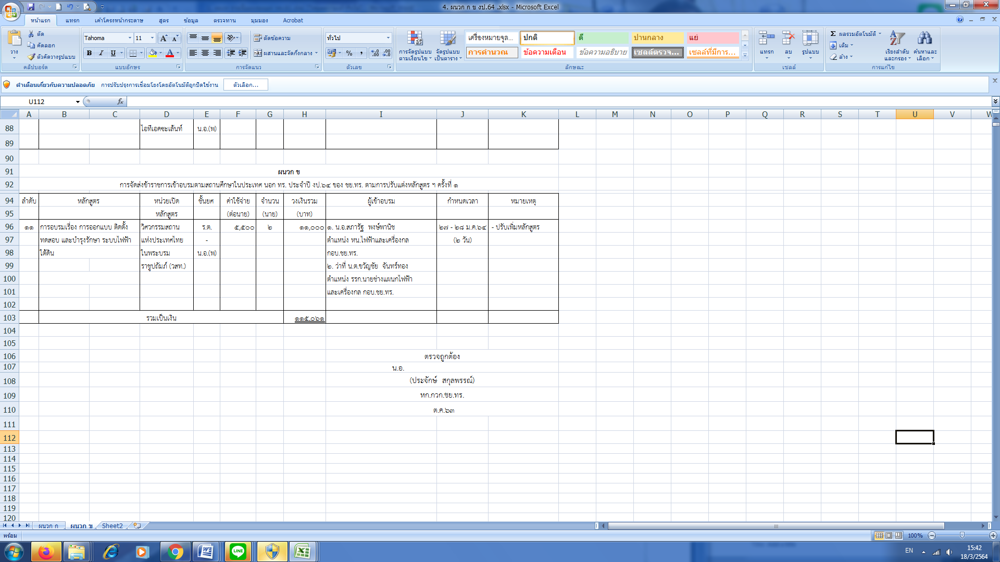 4. ผนวก ก ข งป.64 .xlsx - Microsoft Excel
หน้าแรก แทรก เค้าโครงหน้ากระดาษ สูตร ข้อมูล ตรวจทาน มุมมอง Acrobat
วาง ตัด คัดลอก ตัวคัดวางรูปแบบ คลิปบอร์ด
Tahoma 11 B I U แบบอักษร
ตัดข้อความ ผสานและจัดกึ่งกลาง การจัดแนว
ทั่วไป % , ตัวเลข
การจัดรูปแบบตามเงื่อนไข จัดรูปแบบเป็นตาราง
เครื่องหมายจุล... ปกติ ดี ปานกลาง แย่
การคำนวณ ข้อความเตือน ข้อความอธิบาย เซลล์ตรวจ... เซลล์ที่มีการ...
ลักษณะ
แทรก ลบ รูปแบบ เซลล์
ผลรวมอัตโนมัติ เติม ล้าง เรียงลำดับและกรอง ค้นหาและเลือก การแก้ไข
คำเตือนเกี่ยวกับความปลอดภัย การปรับปรุงการเชื่อมโยงโดยอัตโนมัติถูกปิดใช้งาน ตัวเลือก...
U112 fx
A B C D E F G H I J K L M N O P Q R S T U V W
88 ไอทีเอคซะเล้นท์ น.อ.(พ)
89
90
91 ผนวก ข
92 การจัดส่งข้าราชการเข้าอบรมตามสถานศึกษาในประเทศ นอก ทร. ประจำปี งป.๖๔ ของ ชย.ทร. ตามการปรับแต่งหลักสูตร ฯ ครั้งที่ ๑
94 ลำดับ หลักสูตร หน่วยเปิด ชั้นยศ ค่าใช้จ่าย จำนวน วงเงินรวม ผู้เข้าอบรม กำหนดเวลา หมายเหตุ
95 หลักสูตร (ต่อนาย) (นาย) (บาท)
96 ๑๑ การอบรมเรื่อง การออกแบบ ติดตั้ง วิศวกรรมสถาน ร.ต. ๕,๕๐๐ ๒ ๑๑,๐๐๐ ๑. น.อ.สภารัฐ พงษ์พานิช ๒๗ - ๒๘ ม.ค.๖๔ - ปรับเพิ่มหลักสูตร
97 ทดสอบ และบำรุงรักษา ระบบไฟฟ้า แห่งประเทศไทย - ตำแหน่ง หน.ไฟฟ้าและเครื่องกล (๒ วัน)
98 ใต้ดิน ในพระบรม น.อ.(พ) กอบ.ชย.ทร.
99 ราชูปถัมภ์ (วสท.) ๒. ว่าที่ น.ต.ขวัญชัย จันทร์ทอง
100 ตำแหน่ง รรก.นายช่างแผนกไฟฟ้า
101 และเครื่องกล กอบ.ชย.ทร.
102
103 รวมเป็นเงิน ๑๑๕,๐๖๑
104
105
106 ตรวจถูกต้อง
107 น.อ.
108 (ประจักษ์ สกุลพรรณ์)
109 หก.กวก.ชย.ทร.
110 ต.ค.๖๓
111
112
113
114
115
116
117
118
119
120
ผนวก ก ผนวก ข Sheet2
พร้อม 100%
LINE EN 15:42
18/3/2564